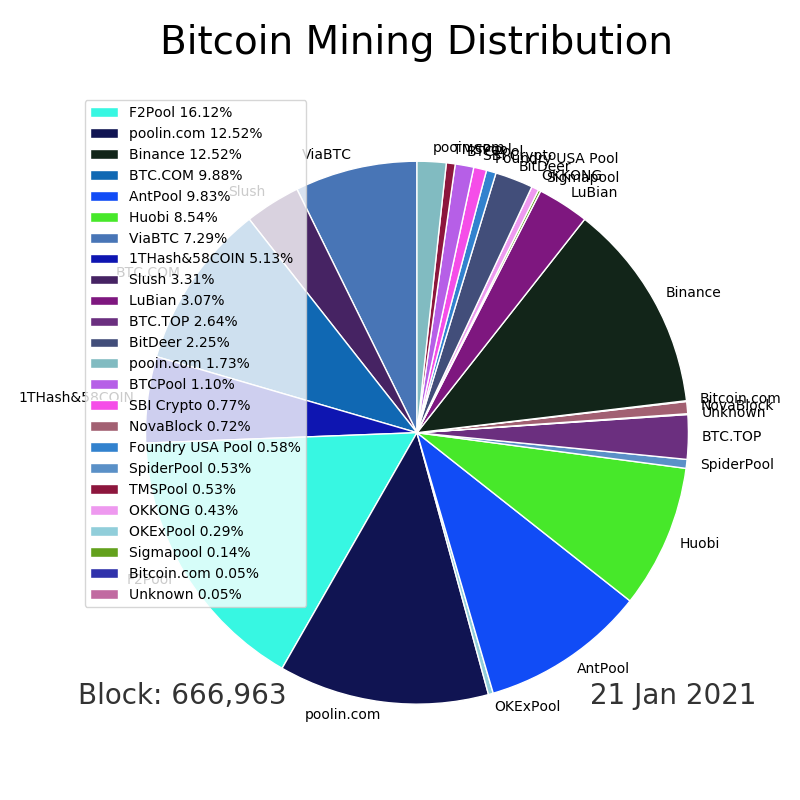 Bitcoin Mining Distribution
F2Pool 16.12%
poolin.com 12.52%
Binance 12.52%
BTC.COM 9.88%
AntPool 9.83%
Huobi 8.54%
ViaBTC 7.29%
1THash&58COIN 5.13%
Slush 3.31%
LuBian 3.07%
BTC.TOP 2.64%
BitDeer 2.25%
pooin.com 1.73%
BTCPool 1.10%
SBI Crypto 0.77%
NovaBlock 0.72%
Foundry USA Pool 0.58%
SpiderPool 0.53%
TMSPool 0.53%
OKKONG 0.43%
OKExPool 0.29%
Sigmapool 0.14%
Bitcoin.com 0.05%
Unknown 0.05%
ViaBTC
Slush
BTC.COM
1THash&58COIN
F2Pool
poolin.com
OKExPool
AntPool
Huobi
SpiderPool
BTC.TOP
Unknown
NovaBlock
Bitcoin.com
Binance
LuBian
Sigmapool
OKKONG
BitDeer
Foundry USA Pool
SBI Crypto
BTCPool
TMSPool
pooin.com
Block: 666,963
21 Jan 2021